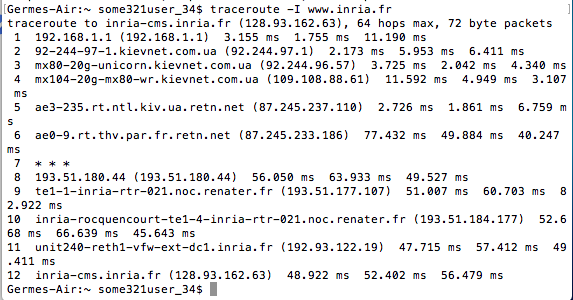 Germes-Air:~ some321user_34$ traceroute -I www.inria.fr
traceroute to inria-cms.inria.fr (128.93.162.63), 64 hops max, 72 byte packets
 1  192.168.1.1 (192.168.1.1)  3.155 ms  1.755 ms  11.190 ms
 2  92-244-97-1.kievnet.com.ua (92.244.97.1)  2.173 ms  5.953 ms  6.411 ms
 3  mx80-20g-unicorn.kievnet.com.ua (92.244.96.57)  3.725 ms  2.042 ms  4.340 ms
 4  mx104-20g-mx80-wr.kievnet.com.ua (109.108.88.61)  11.592 ms  4.949 ms  3.107
ms
 5  ae3-235.rt.ntl.kiv.ua.retn.net (87.245.237.110)  2.726 ms  1.861 ms  6.759 m
s
 6  ae0-9.rt.thv.par.fr.retn.net (87.245.233.186)  77.432 ms  49.884 ms  40.247
ms
 7  * * *
 8  193.51.180.44 (193.51.180.44)  56.050 ms  63.933 ms  49.527 ms
 9  te1-1-inria-rtr-021.noc.renater.fr (193.51.177.107)  51.007 ms  60.703 ms  8
2.922 ms
10  inria-rocquencourt-te1-4-inria-rtr-021.noc.renater.fr (193.51.184.177)  52.6
68 ms  66.639 ms  45.643 ms
11  unit240-reth1-vfw-ext-dc1.inria.fr (192.93.122.19)  47.715 ms  57.412 ms  49
.411 ms
12  inria-cms.inria.fr (128.93.162.63)  48.922 ms  52.402 ms  56.479 ms
Germes-Air:~ some321user_34$